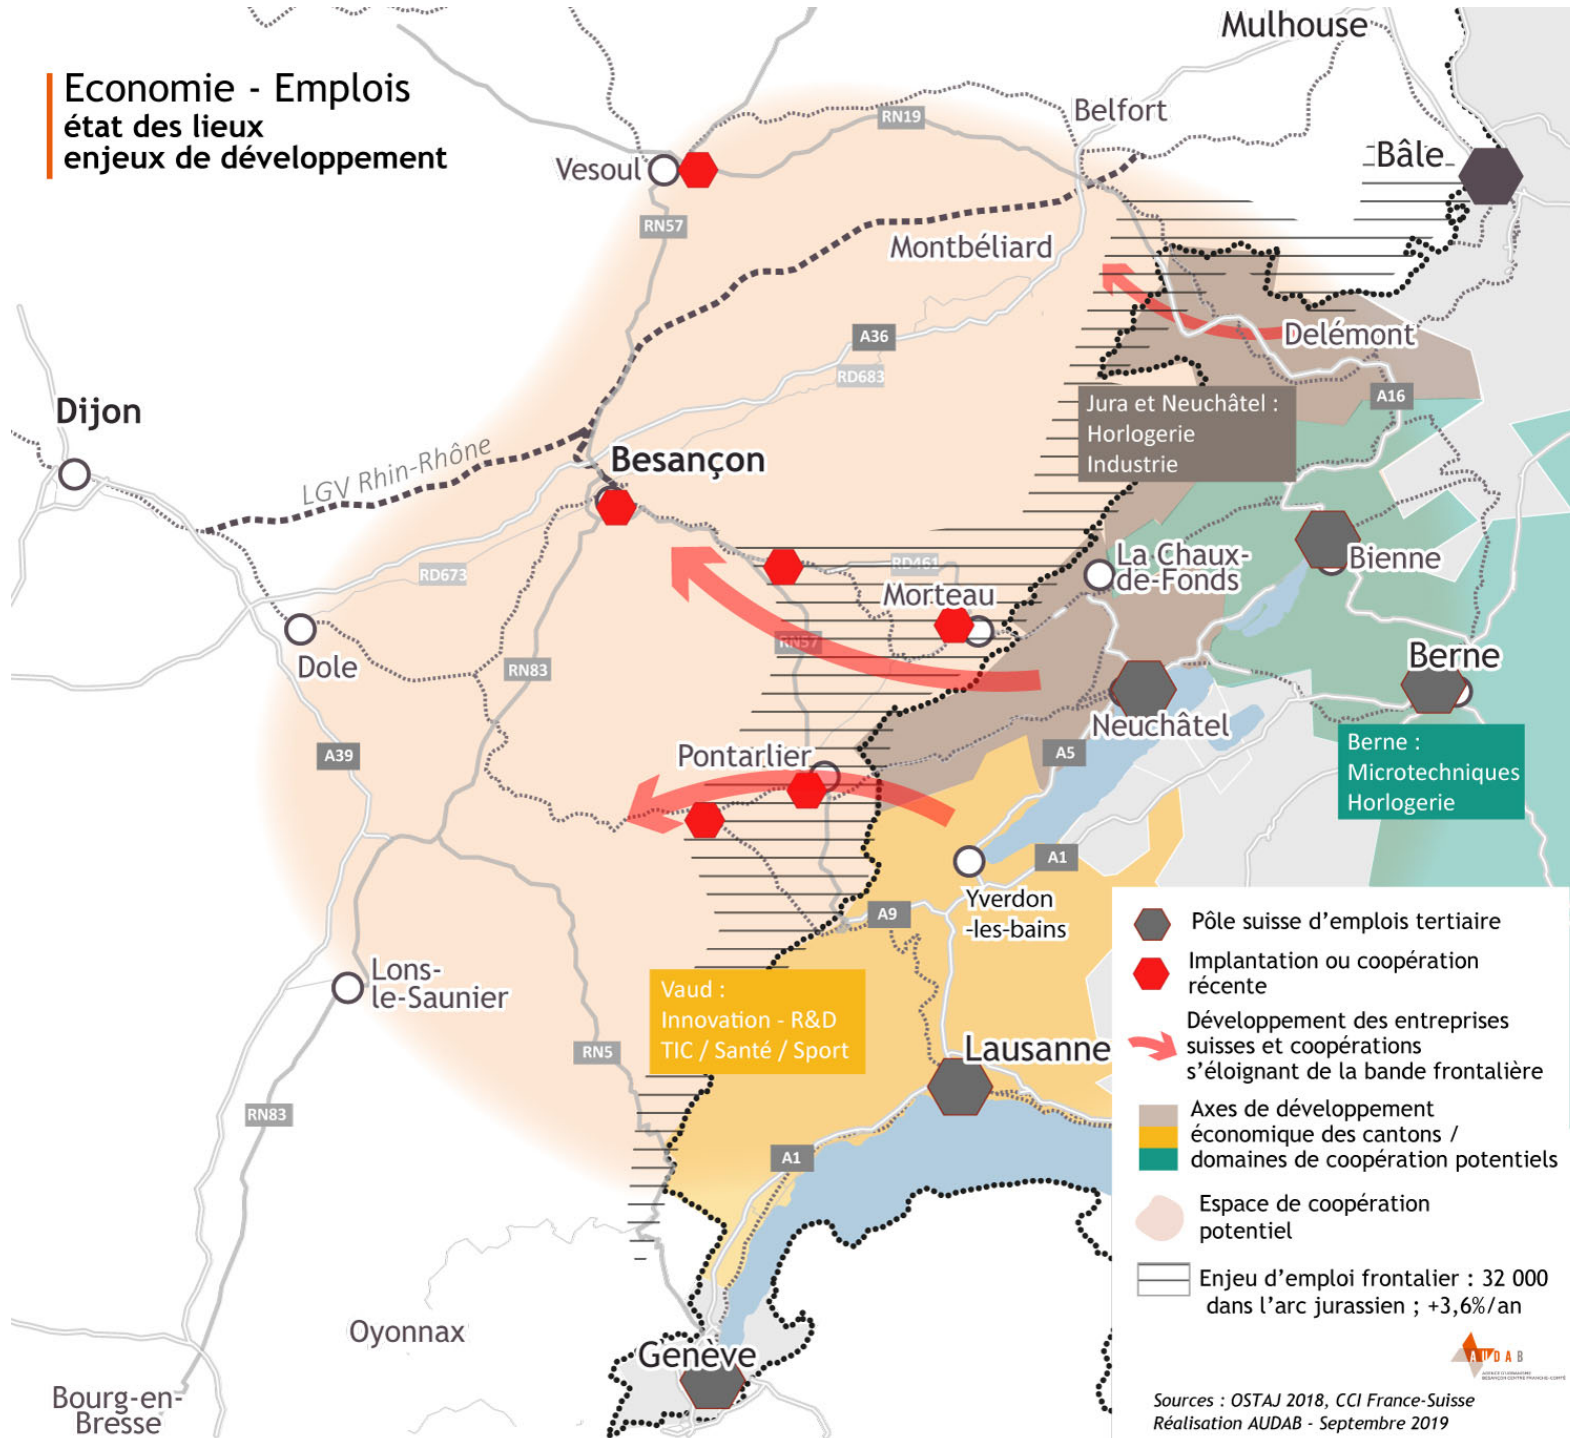 Economie - Emplois
état des lieux
enjeux de développement
Mulhouse
Belfort
RN19
Bâle
Vesoul
RN57
Montbéliard
Delémont
A36
RD683
A16
Dijon
LGV Rhin-Rhône
Besançon
Jura et Neuchâtel :
Horlogerie
Industrie
RD673
RD461
La Chaux-
de-Fonds
Bienne
Morteau
RN57
Dole
RN83
Berne
Neuchâtel
A39
Pontarlier
A5
Berne :
Microtechniques
Horlogerie
A1
Yverdon
-les-bains
A9
Lons-
le-Saunier
Vaud :
Innovation - R&D
TIC / Santé / Sport
RN5
Lausanne
RN83
A1
Oyonnax
Genève
Bourg-en-
Bresse
Pôle suisse d'emplois tertiaire
Implantation ou coopération
récente
Développement des entreprises
suisses et coopérations
s'éloignant de la bande frontalière
Axes de développement
économique des cantons /
domaines de coopération potentiels
Espace de coopération
potentiel
Enjeu d'emploi frontalier : 32 000
dans l'arc jurassien ; +3,6%/an
AUDAB
AGENCE D'URBANISME
BESANÇON CENTRE FRANCHE-COMTÉ
Sources : OSTAJ 2018, CCI France-Suisse
Réalisation AUDAB - Septembre 2019